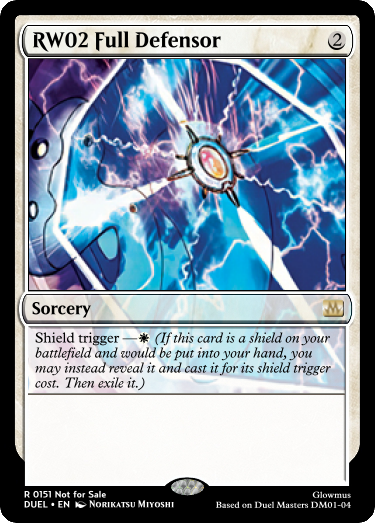 RW02 Full Defensor 2
Sorcery
Shield trigger — (If this card is a shield on your
battlefield and would be put into your hand, you
may instead reveal it and cast it for its shield trigger
cost. Then exile it.)
R 0151 Not for Sale Glowmus
DUEL • EN Norikatsu Miyoshi Based on Duel Masters DM01-04